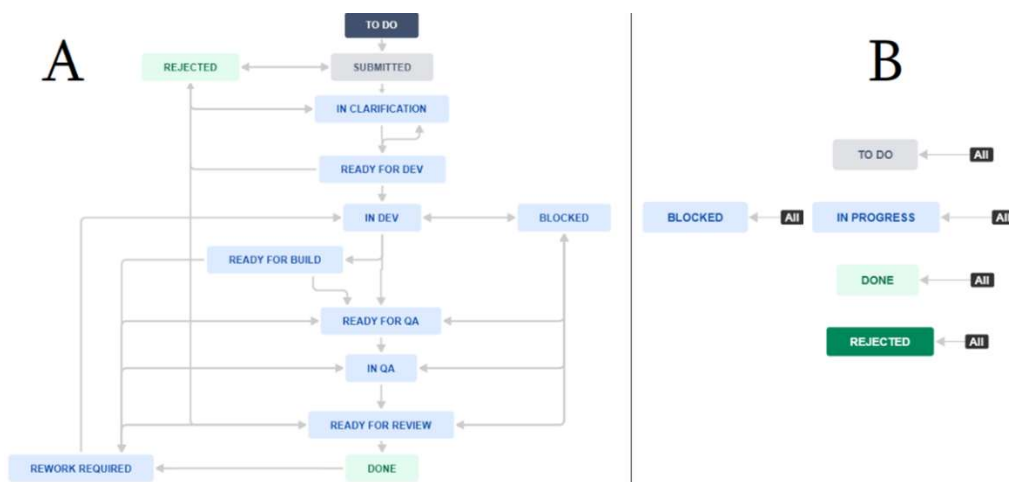 A
TO DO
REJECTED
SUBMITTED
IN CLARIFICATION
READY FOR DEV
IN DEV
BLOCKED
READY FOR BUILD
READY FOR QA
IN QA
READY FOR REVIEW
REWORK REQUIRED
DONE
B
TO DO
All
BLOCKED
All
IN PROGRESS
All
DONE
All
REJECTED
All